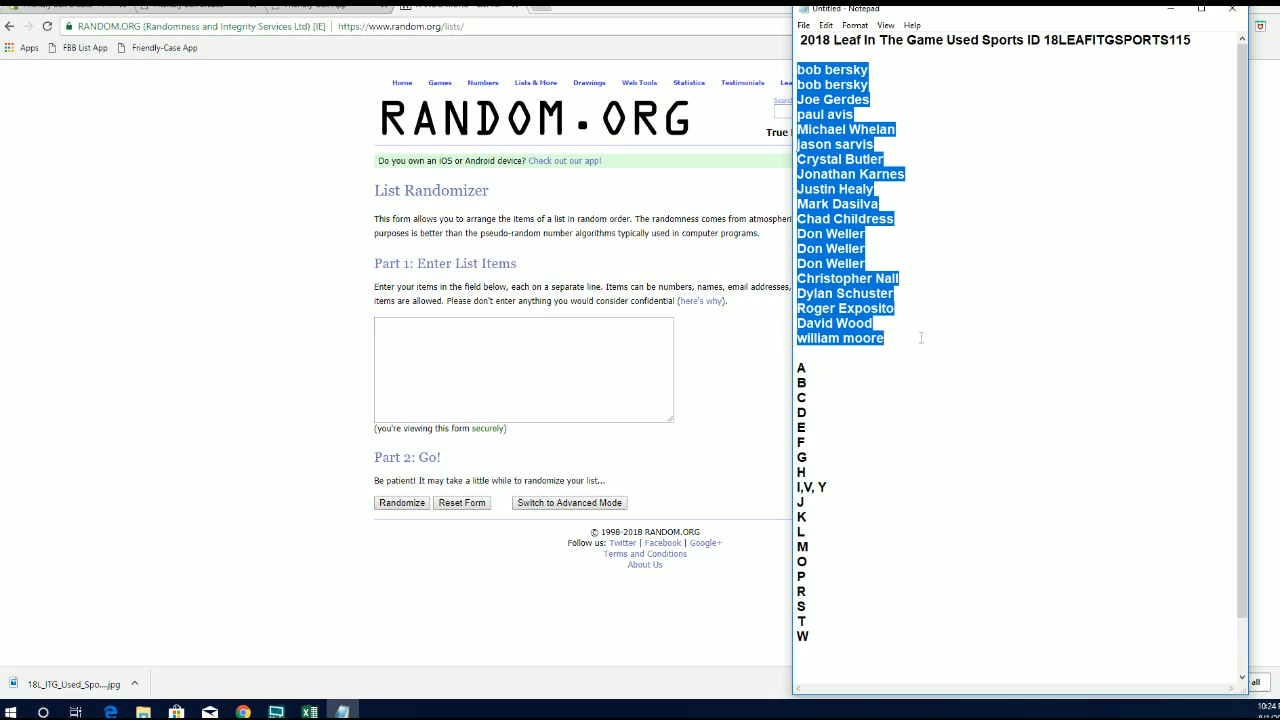 Untitled - Notepad
RANDOM.ORG (Randomness and Integrity Services Ltd) [IE]
https://www.random.org/lists/
Apps
FBB List App
Friendly-Case App
Home
Games
Numbers
Lists & More
Drawings
Web Tools
Statistics
Testimonials
RANDOM.ORG
Search
True
Do you own an iOS or Android device? Check out our app!
List Randomizer
This form allows you to arrange the items of a list in random order. The randomness comes from
purposes is better than the pseudo-random number algorithms typically used in computer programs.
Part 1: Enter List Items
Enter your items in the field below, each on a separate line. Items can be numbers, names, email addresses,
items are allowed. Please don't enter anything you would consider confidential (here's why).
(you're viewing this form securely)
Part 2: Go!
Be patient! It may take a little while to randomize your list...
Randomize
Reset Form
Switch to Advanced Mode
© 1998-2018 RANDOM.ORG
Follow us: Twitter | Facebook | Google+
Terms and Conditions
About Us
File
Edit
Format
View
Help
2018 Leaf In The Game Used Sports ID 18LEAFITGSPORTS115
bob bersky
bob bersky
Joe Gerdes
paul avis
Michael Whelan
jason sarvis
Crystal Butler
Jonathan Karnes
Justin Healy
Mark Dasilva
Chad Childress
Don Weller
Don Weller
Don Weller
Christopher Nall
Dylan Schuster
Roger Exposito
David Wood
william moore
A
B
C
D
E
F
G
H
I,V, Y
J
K
L
M
O
P
R
S
T
W
18L_ITG_Used_Spo....jpg
all
10:24